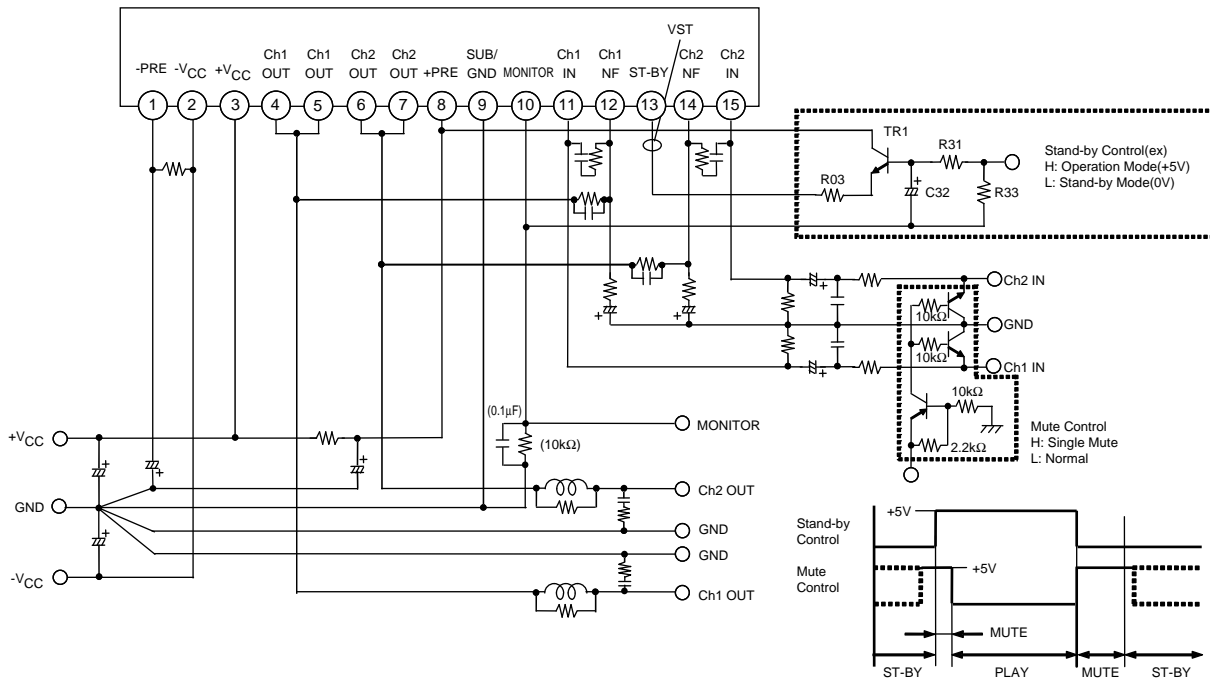 VST
-PRE
-VCC
+VCC
Ch1 OUT
Ch1 OUT
Ch2 OUT
Ch2 OUT
+PRE
SUB/ GND
MONITOR
Ch1 IN
Ch1 NF
ST-BY
Ch2 NF
Ch2 IN
1 2 3 4 5 6 7 8 9 10 11 12 13 14 15
TR1
R31
R03
C32
R33
Stand-by Control(ex)
H: Operation Mode(+5V)
L: Stand-by Mode(0V)
+
+
+
+
Ch2 IN
10kΩ
GND
10kΩ
+
Ch1 IN
10kΩ
2.2kΩ
Mute Control
H: Single Mute
L: Normal
(0.1µF)
(10kΩ)
MONITOR
+VCC
+
+
+
Ch2 OUT
GND
GND
+
GND
-VCC
Ch1 OUT
Stand-by
Control
+5V
Mute
Control
+5V
MUTE
ST-BY
PLAY
MUTE
ST-BY